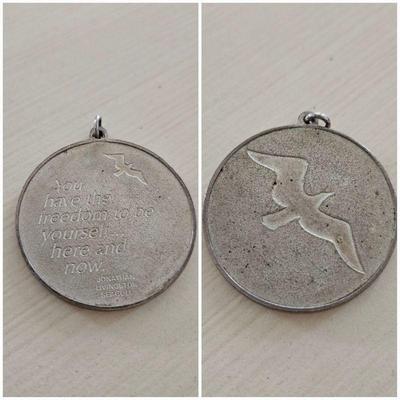 You
have the
freedom to be
yourself...
here and
now.
JONATHAN
LIVINGSTON
SEAGULL